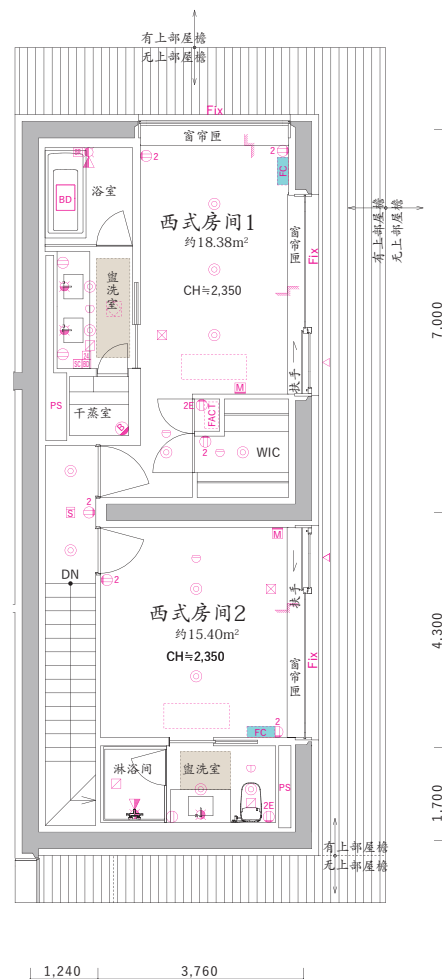 有上部屋檐
无上部屋檐
Fix
窗帘匣
2
2
FC
浴室
BD
西式房间1
约18.38m²
CH≒2,350
有上部屋檐
无上部屋檐
窗帘匣
Fix
盥洗室
7,000
扶手
M
PS
干蒸室
2E
FACT
2
WIC
S
2
M
DN
2
扶手
西式房间2
约15.40m²
CH≒2,350
4,300
窗帘匣
Fix
2
FC
淋浴间
盥洗室
PS
2E
1,700
有上部屋檐
无上部屋檐
1,240
3,760